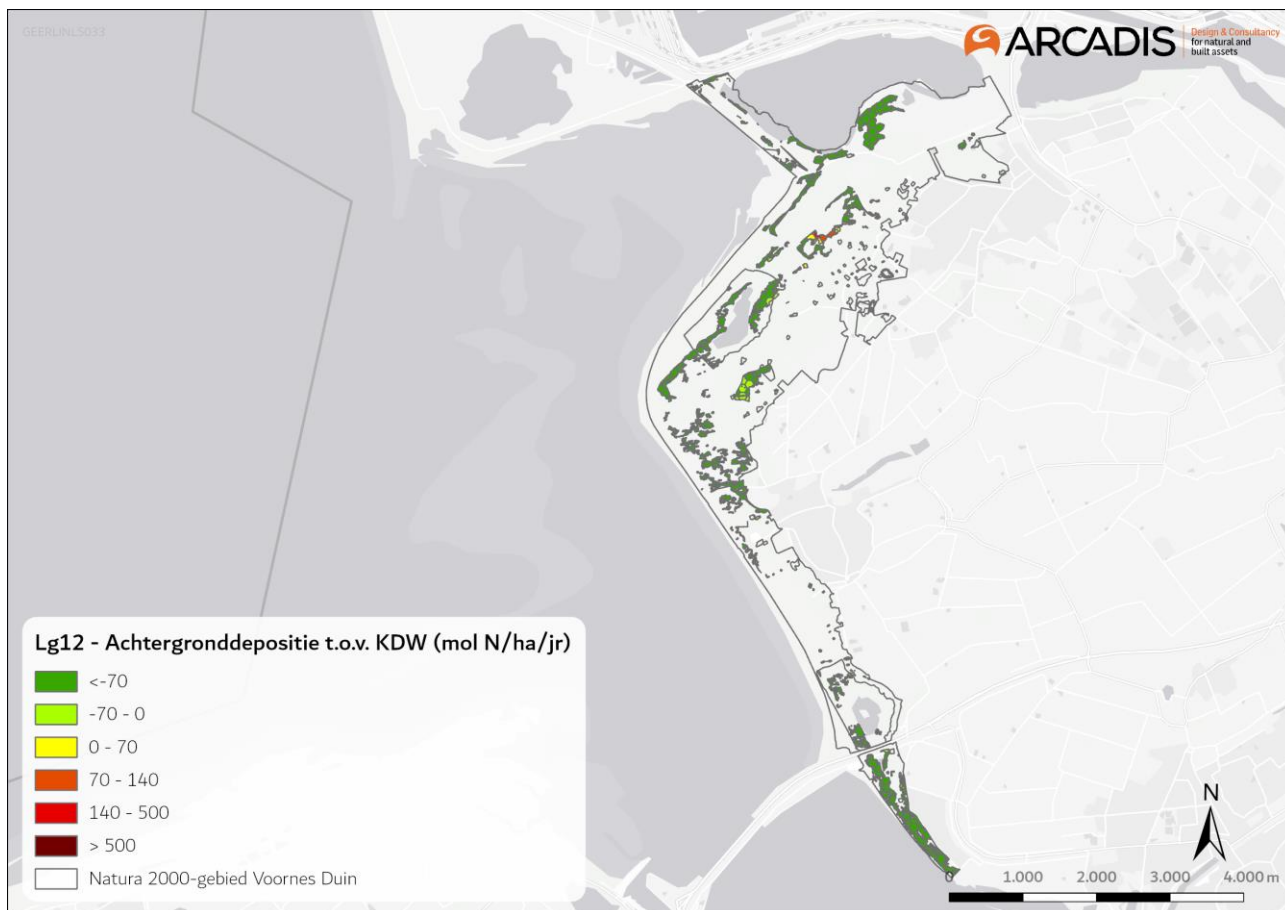 GEERLINL5033
ARCADIS
Design & Consultancy
for natural and
built assets
Lg12 - Achtergronddepositie t.o.v. KDW (mol N/ha/jr)
<-70
-70 - 0
0 - 70
70 - 140
140 - 500
> 500
Natura 2000-gebied Voornes Duin
N
0 1.000 2.000 3.000 4.000 m